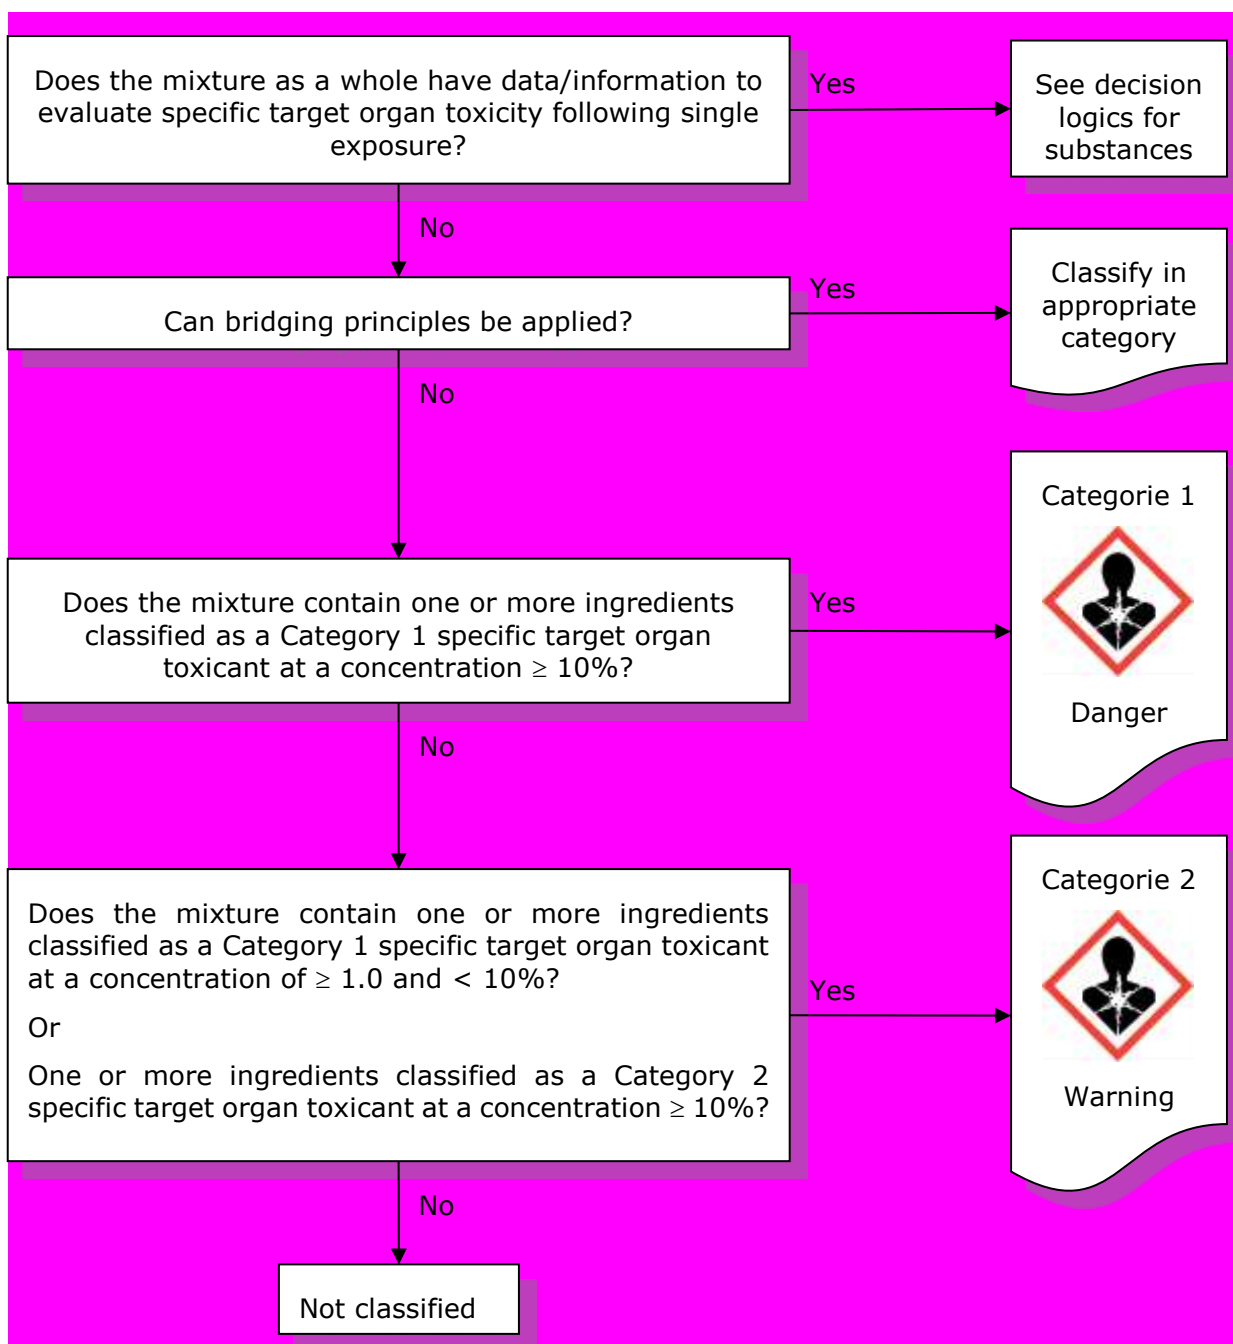 Does the mixture as a whole have data/information to
evaluate specific target organ toxicity following single
exposure?
Yes
See decision
logics for
substances
No
Can bridging principles be applied?
Yes
Classify in
appropriate
category
No
Does the mixture contain one or more ingredients
classified as a Category 1 specific target organ
toxicant at a concentration ≥ 10%?
Yes
Categorie 1
Danger
No
Does the mixture contain one or more ingredients
classified as a Category 1 specific target organ toxicant
at a concentration of ≥ 1.0 and < 10%?
Or
One or more ingredients classified as a Category 2
specific target organ toxicant at a concentration ≥ 10%?
Yes
Categorie 2
Warning
No
Not classified